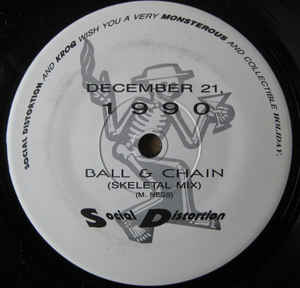 SOCIAL DISTORTION AND KROQ WISH YOU A VERY MONSTEROUS AND COLLECTIBLE HOLIDAY.
DECEMBER 21,
1990
BALL & CHAIN
(SKELETAL MIX)
(M. NESS)
Social Distortion